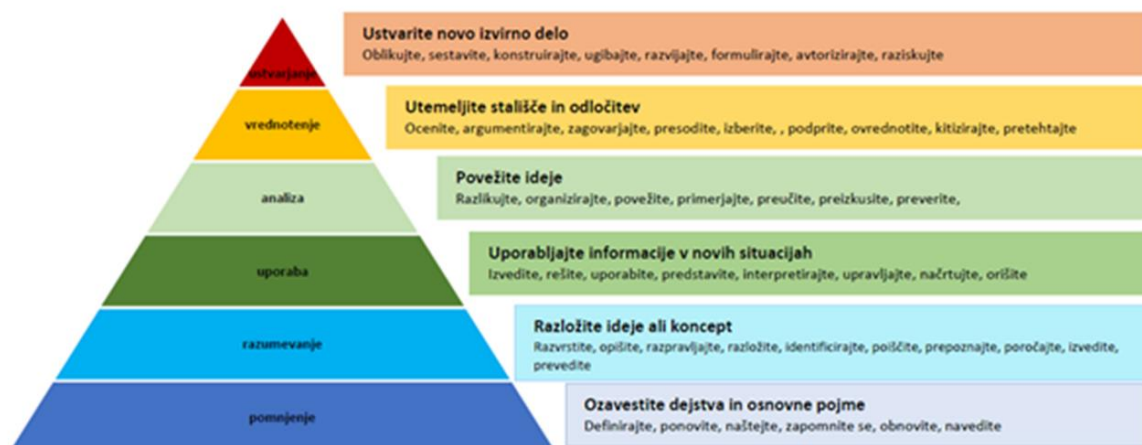 Ustvarite novo izvirno delo
Oblikujte, sestavite, konstruirajte, ugibajte, razvijajte, formulirajte, avtorizirajte, raziskujte
ustvarjanje
Utemeljite stališče in odločitev
Ocenite, argumentirajte, zagovarjajte, presodite, izberite, , podprite, ovrednotite, kitizirajte, pretehtajte
vrednotenje
Povežite ideje
Razlikujte, organizirajte, povežite, primerjajte, preučite, preizkusite, preverite,
analiza
Uporabljajte informacije v novih situacijah
Izvedite, rešite, uporabite, predstavite, interpretirajte, upravljajte, načrtujte, orišite
uporaba
Razložite ideje ali koncept
Razvrstite, opišite, razpravljajte, razložite, identificirajte, poiščite, prepoznajte, poročajte, izvedite,
prevedite
razumevanje
Ozavestite dejstva in osnovne pojme
Definirajte, ponovite, naštejte, zapomnite se, obnovite, navedite
pomnjenje